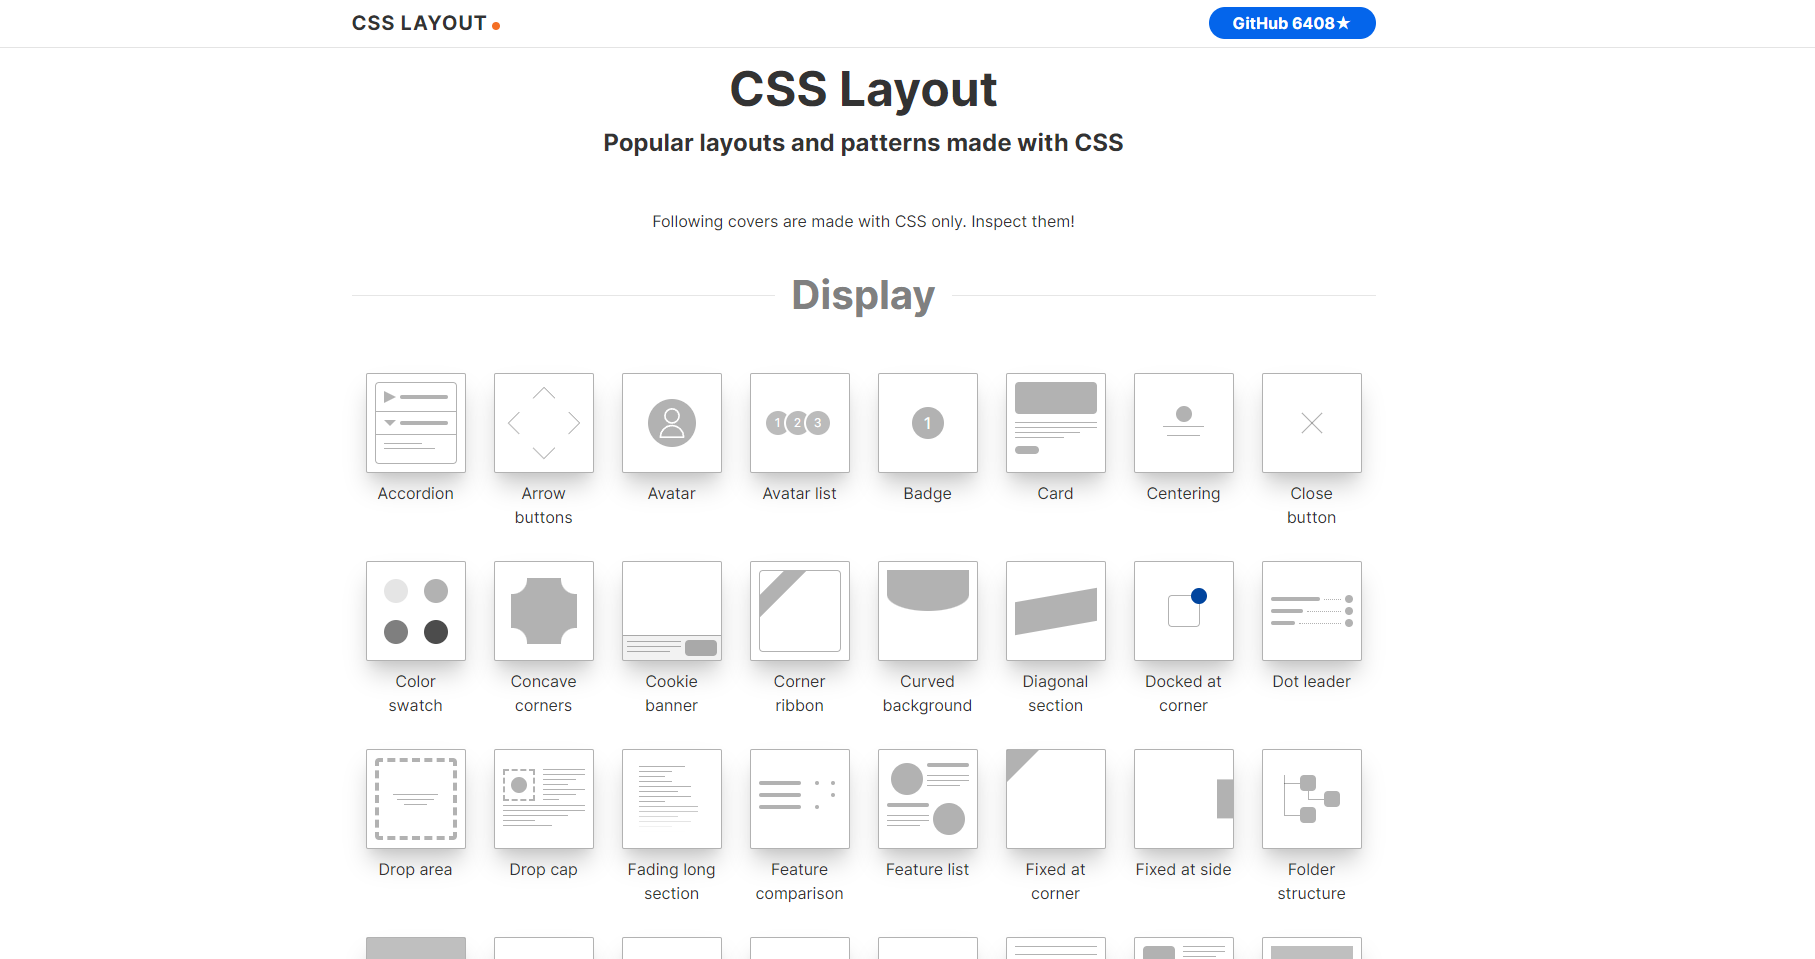 CSS LAYOUT
GitHub 6408★
CSS Layout
Popular layouts and patterns made with CSS
Following covers are made with CSS only. Inspect them!
Display
1 2 3
1
Accordion
Arrow
buttons
Avatar
Avatar list
Badge
Card
Centering
Close
button
Color
swatch
Concave
corners
Cookie
banner
Corner
ribbon
Curved
background
Diagonal
section
Docked at
corner
Dot leader
Drop area
Drop cap
Fading long
section
Feature
comparison
Feature list
Fixed at
corner
Fixed at side
Folder
structure